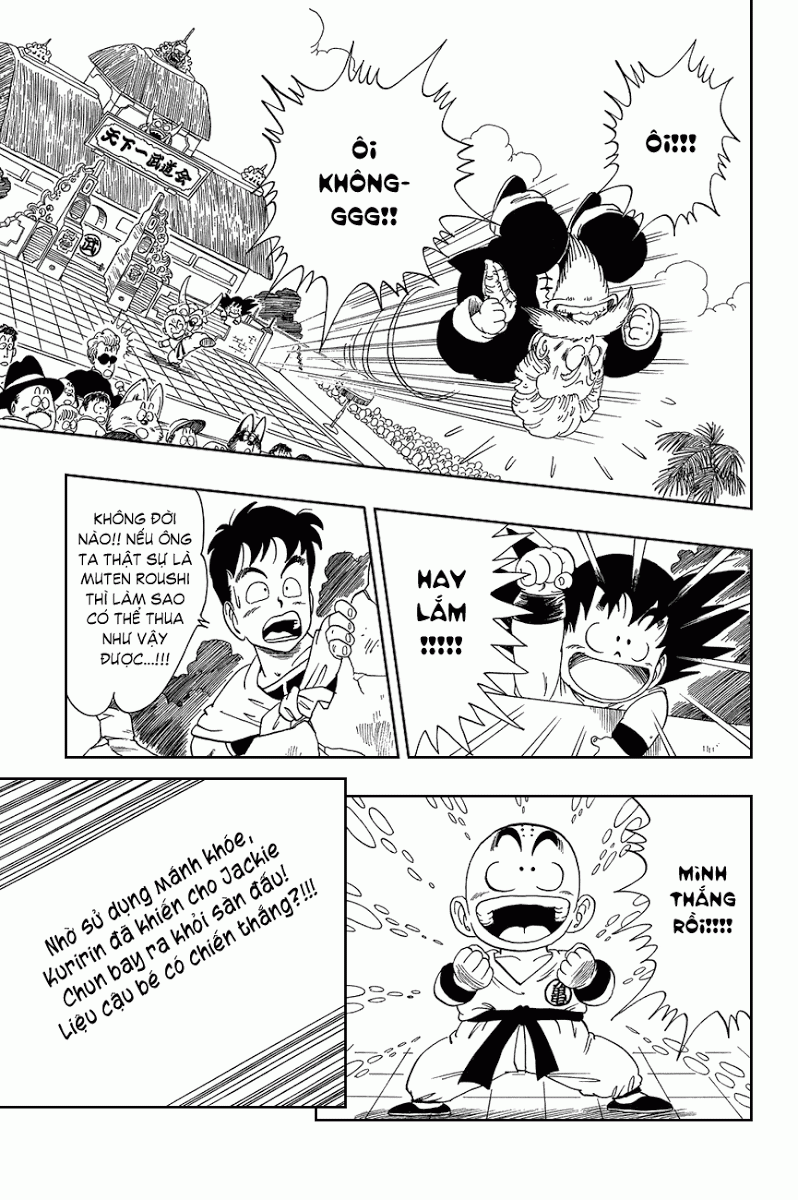 ÔI!!!
ÔI
KHÔNG-
GGG!!
天下一武道会
武
HAY
LẮM
!!!!!
KHÔNG ĐỜI
NÀO!! NẾU ÔNG
TA THẬT SỰ LÀ
MUTEN ROUSHI
THÌ LÀM SAO
CÓ THỂ THUA
NHƯ VẬY
ĐƯỢC...!!!
MÌNH
THẮNG
RỒI!!!!
亀
Nhờ sử dụng mánh khóe,
Kuririn đã khiến cho Jackie
Chun bay ra khỏi sàn đấu!
Liệu cậu bé có chiến thắng?!!!